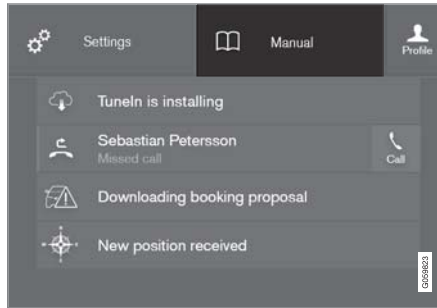 Settings
Manual
Profile
TuneIn is installing
Sebastian Petersson
Missed call
Call
Downloading booking proposal
New position received
G059823